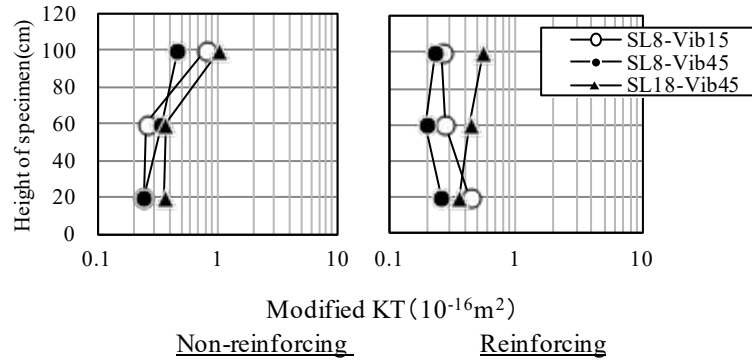 SL8-Vib15
SL8-Vib45
SL18-Vib45
Height of specimen(cm)
120
100
80
60
40
20
0
0.1 1 10
0.1 1 10
Modified KT(10-16m2)
Non-reinforcing Reinforcing